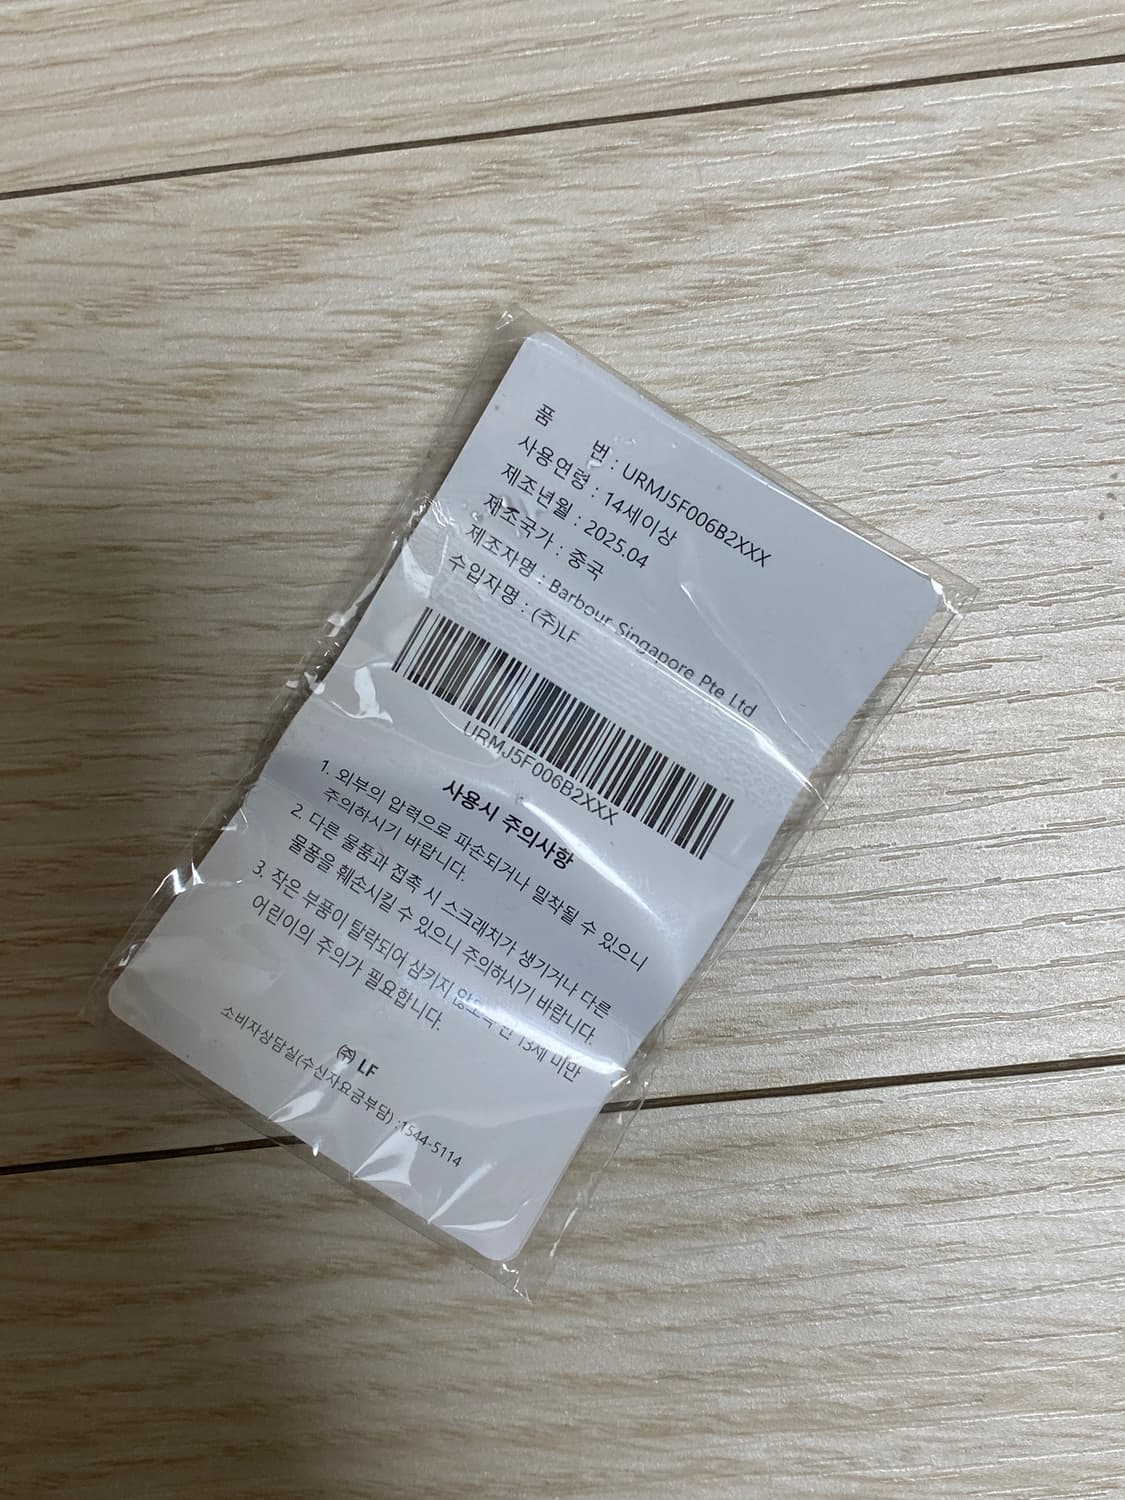 품 번 : URMJ5F006B2XXX
사용연령 : 14세이상
제조년월 : 2025.04
제조국가 : 중국
제조자명 : Barbour Singapore Pte Ltd
수입자명 : (주)LF
URMJ5F006B2XXX
사용시 주의사항
1. 외부의 압력으로 파손되거나 밀착될 수 있으니
주의하시기 바랍니다.
2. 다른 물품과 접촉 시 스크래치가 생기거나 다른
물품을 훼손시킬 수 있으니 주의하시기 바랍니다.
3. 작은 부품이 탈락되어 삼키지 않도록 만 13세 미만
어린이의 주의가 필요합니다.
㈜ LF
소비자상담실(수신자요금부담) :1544-5114